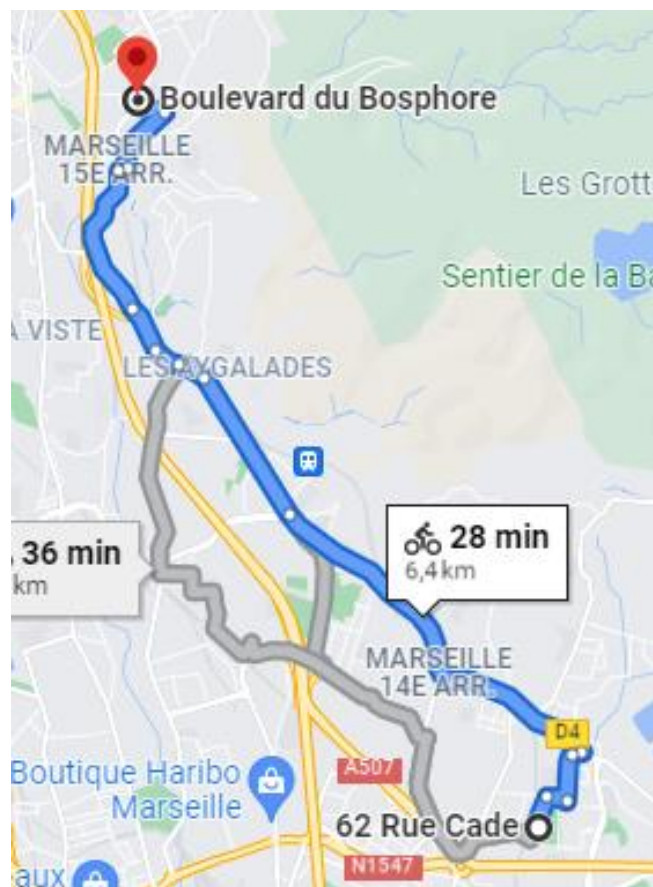 Boulevard du Bosphore
MARSEILLE
15E ARR.
Les Grott
Sentier de la Ba
A VISTE
LES AYGALADES
28 min
6,4 km
36 min
km
MARSEILLE
14E ARR.
D4
Boutique Haribo
Marseille
A507
62 Rue Cade
N1547
aux